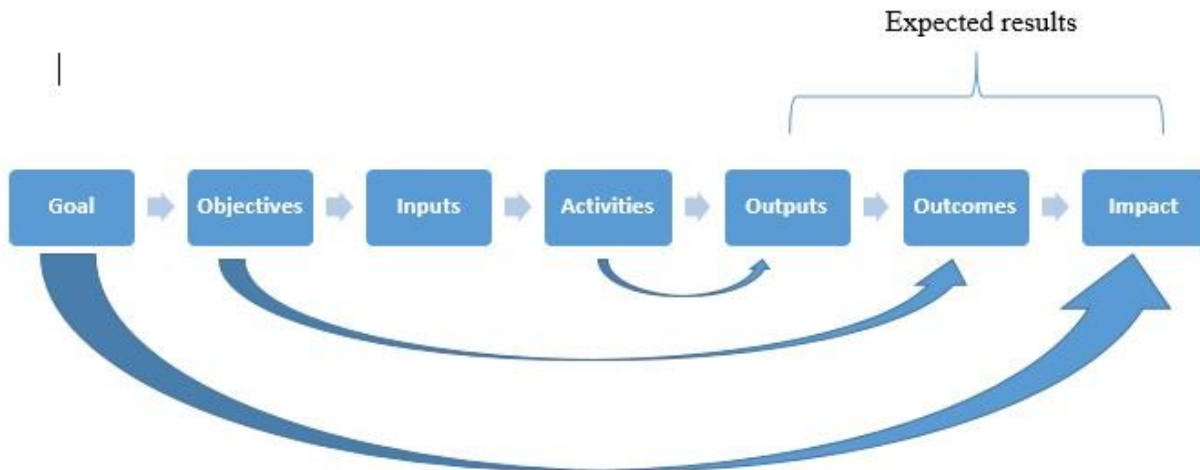 Expected results
Goal
Objectives
Inputs
Activities
Outputs
Outcomes
Impact